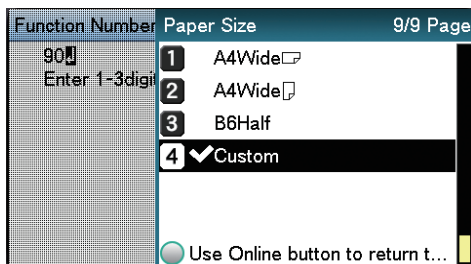 Function Number
90
Enter 1-3digi
Paper Size 9/9 Page
1 A4Wide
2 A4Wide
3 B6Half
4 Custom
Use Online button to return t...